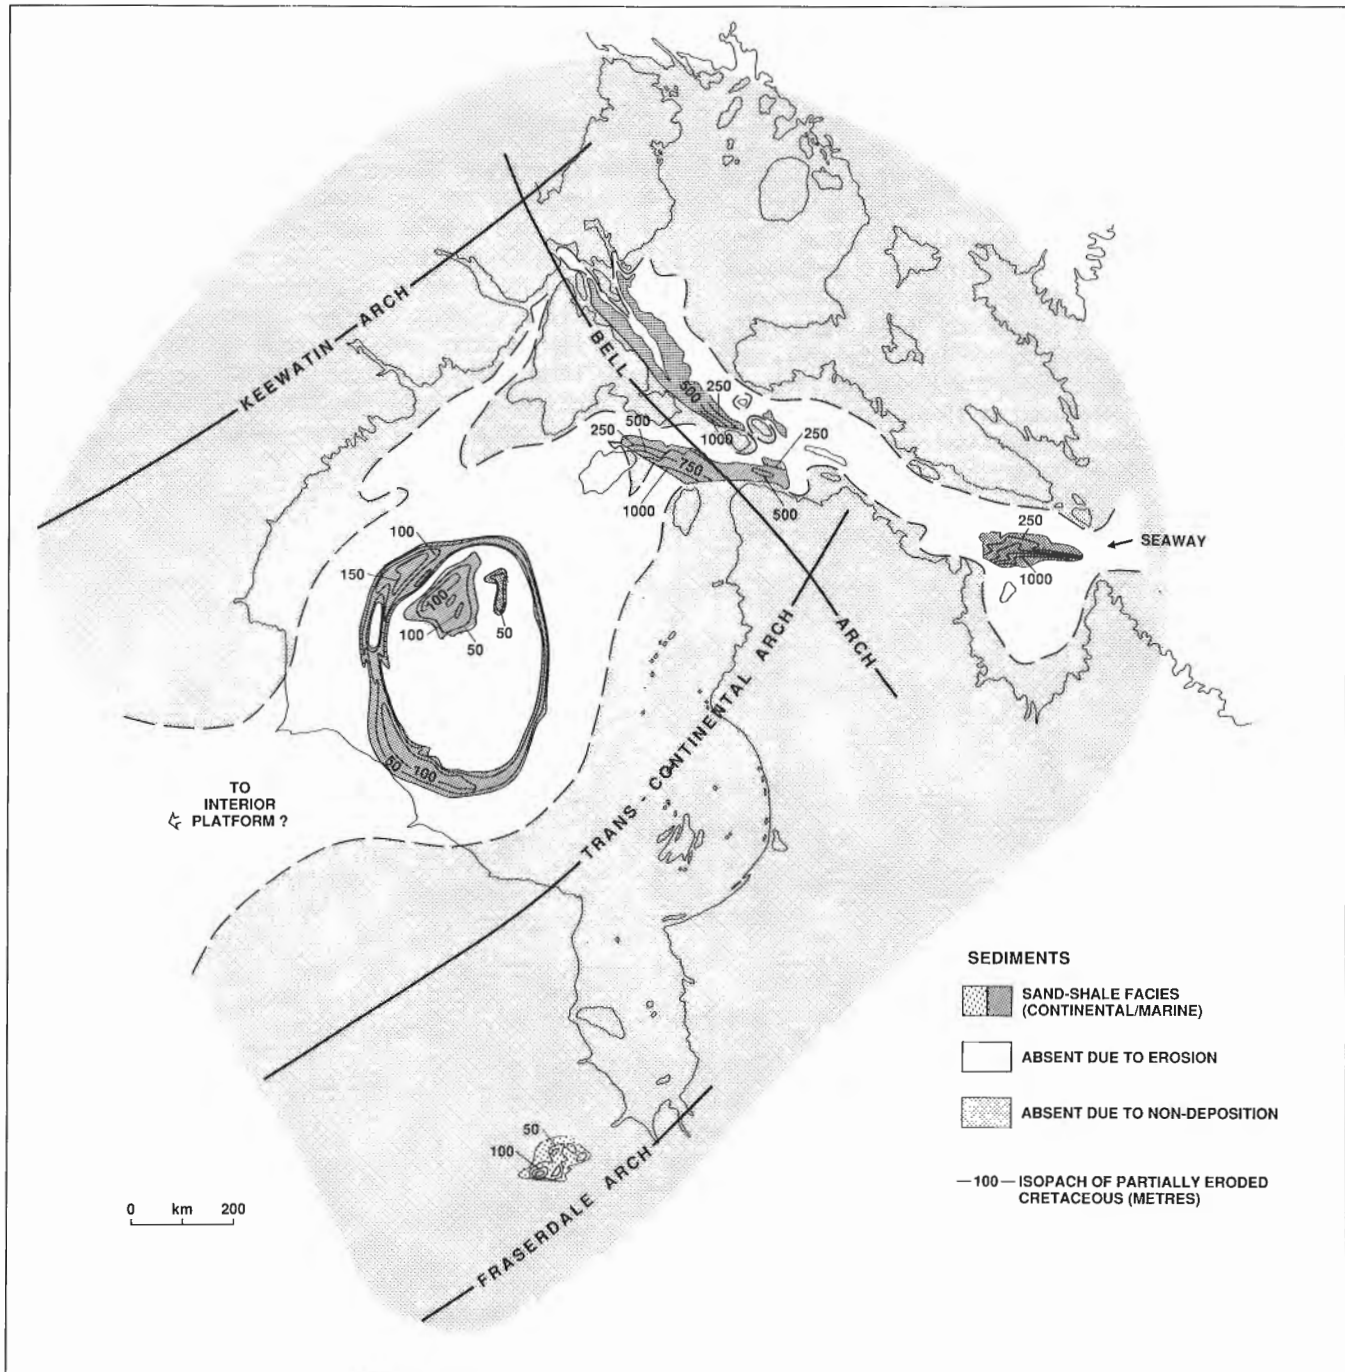 KEEWATIN ARCH
BELL ARCH
500
250
500
250
1000
250
750
1000
500
250
SEAWAY
1000
100
150
100
100
50
50
50
100
TRANS - CONTINENTAL ARCH
TO
INTERIOR
PLATFORM ?
SEDIMENTS
SAND-SHALE FACIES
(CONTINENTAL/MARINE)
ABSENT DUE TO EROSION
ABSENT DUE TO NON-DEPOSITION
—100— ISOPACH OF PARTIALLY ERODED
CRETACEOUS (METRES)
50
100
FRASERDALE ARCH
0 km 200